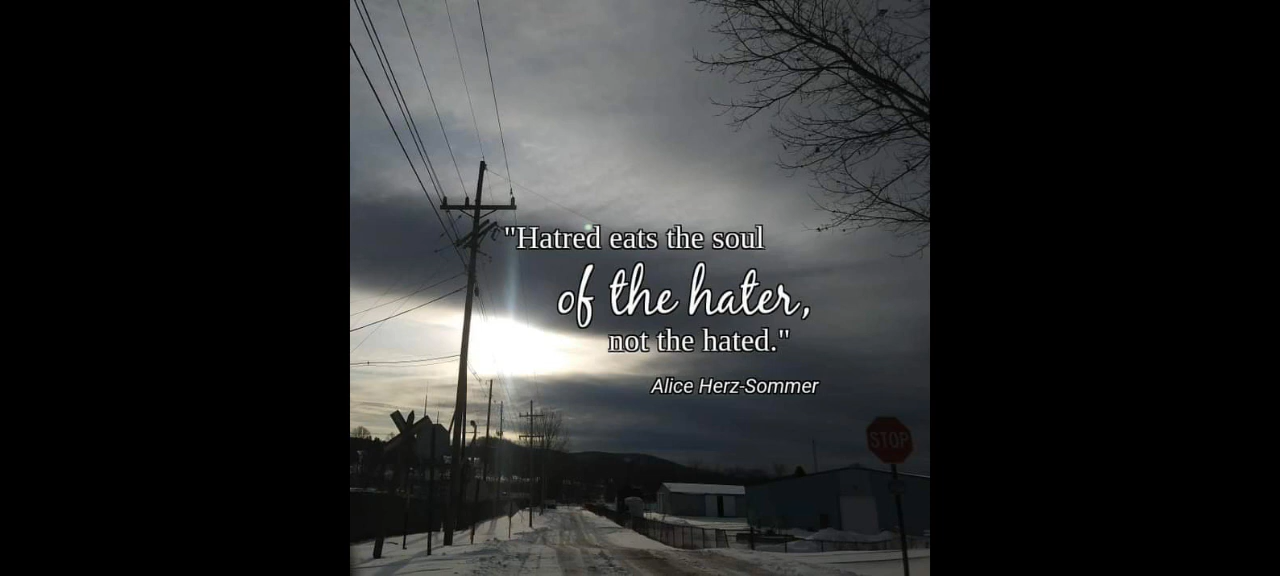 "Hatred eats the soul
of the hater,
not the hated."
Alice Herz-Sommer
STOP